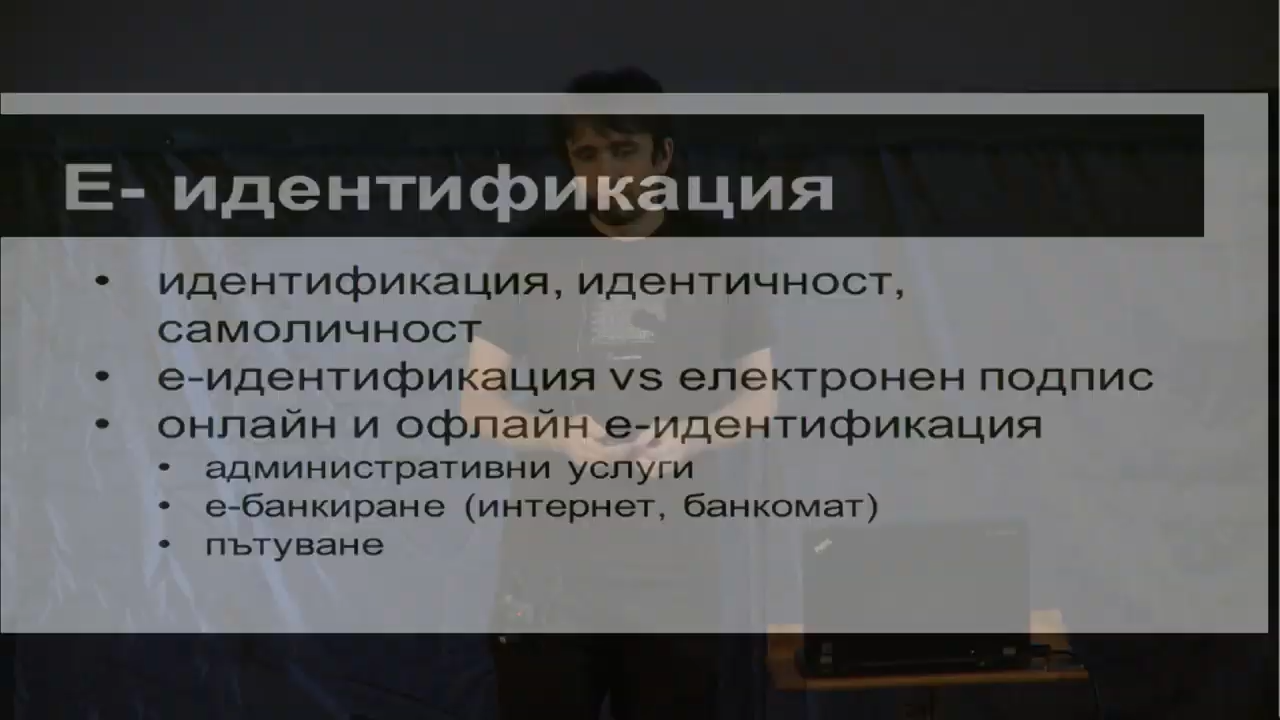 Е- идентификация
• идентификация, идентичност,
самоличност
• е-идентификация vs електронен подпис
• онлайн и офлайн е-идентификация
• административни услуги
• е-банкиране (интернет, банкомат)
• пътуване